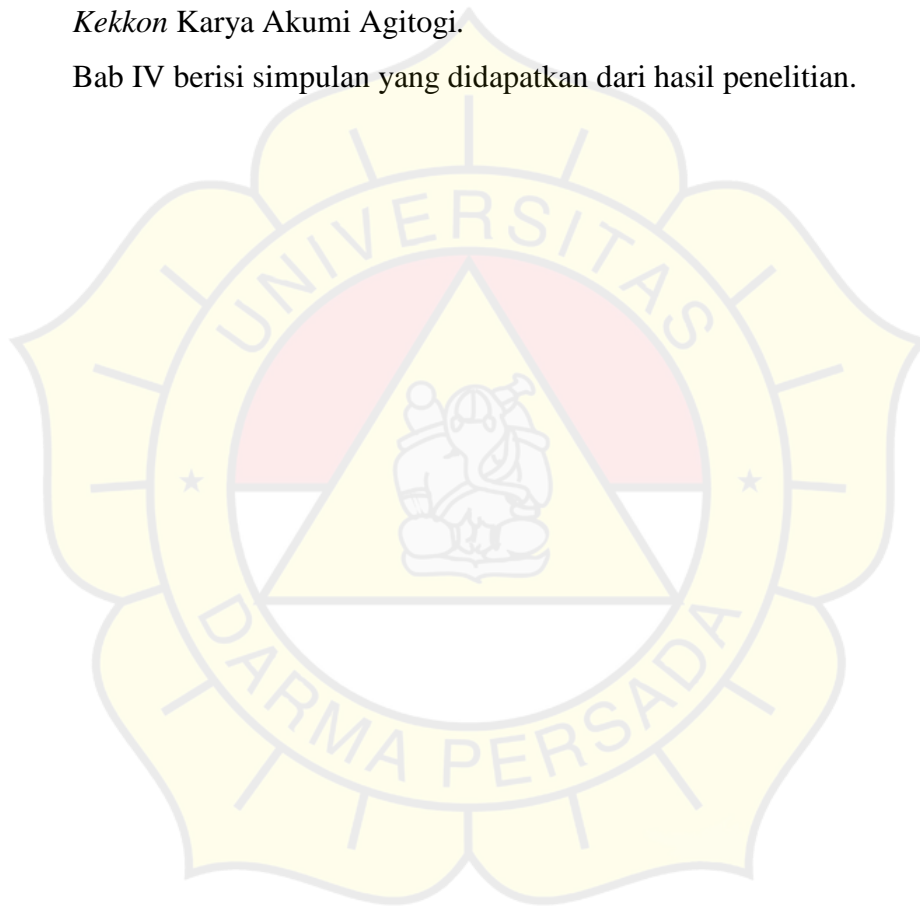 Kekkon Karya Akumi Agitogi.
Bab IV berisi simpulan yang didapatkan dari hasil penelitian.
UNIVERSITAS
DARMA PERSADA